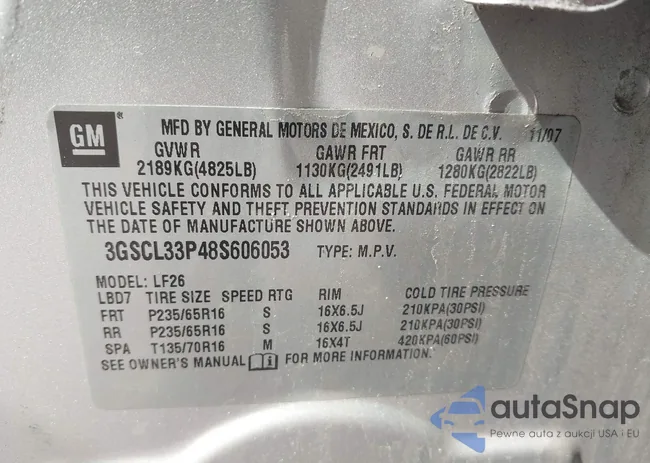 GM ®
MFD BY GENERAL MOTORS DE MEXICO, S. DE R.L. DE C.V. 11/07
GVWR GAWR FRT GAWR RR
2189KG(4825LB) 1130KG(2491LB) 1280KG(2822LB)
THIS VEHICLE CONFORMS TO ALL APPLICABLE U.S. FEDERAL MOTOR
VEHICLE SAFETY AND THEFT PREVENTION STANDARDS IN EFFECT ON
THE DATE OF MANUFACTURE SHOWN ABOVE.
3GSCL33P48S606053 TYPE: M.P.V.
MODEL: LF26
LBD7 TIRE SIZE SPEED RTG RIM COLD TIRE PRESSURE
FRT P235/65R16 S 16X6.5J 210KPA(30PSI)
RR P235/65R16 S 16X6.5J 210KPA(30PSI)
SPA T135/70R16 M 16X4T 420KPA(60PSI)
SEE OWNER'S MANUAL FOR MORE INFORMATION.
autaSnap
Pewne auta z aukcji USA i EU